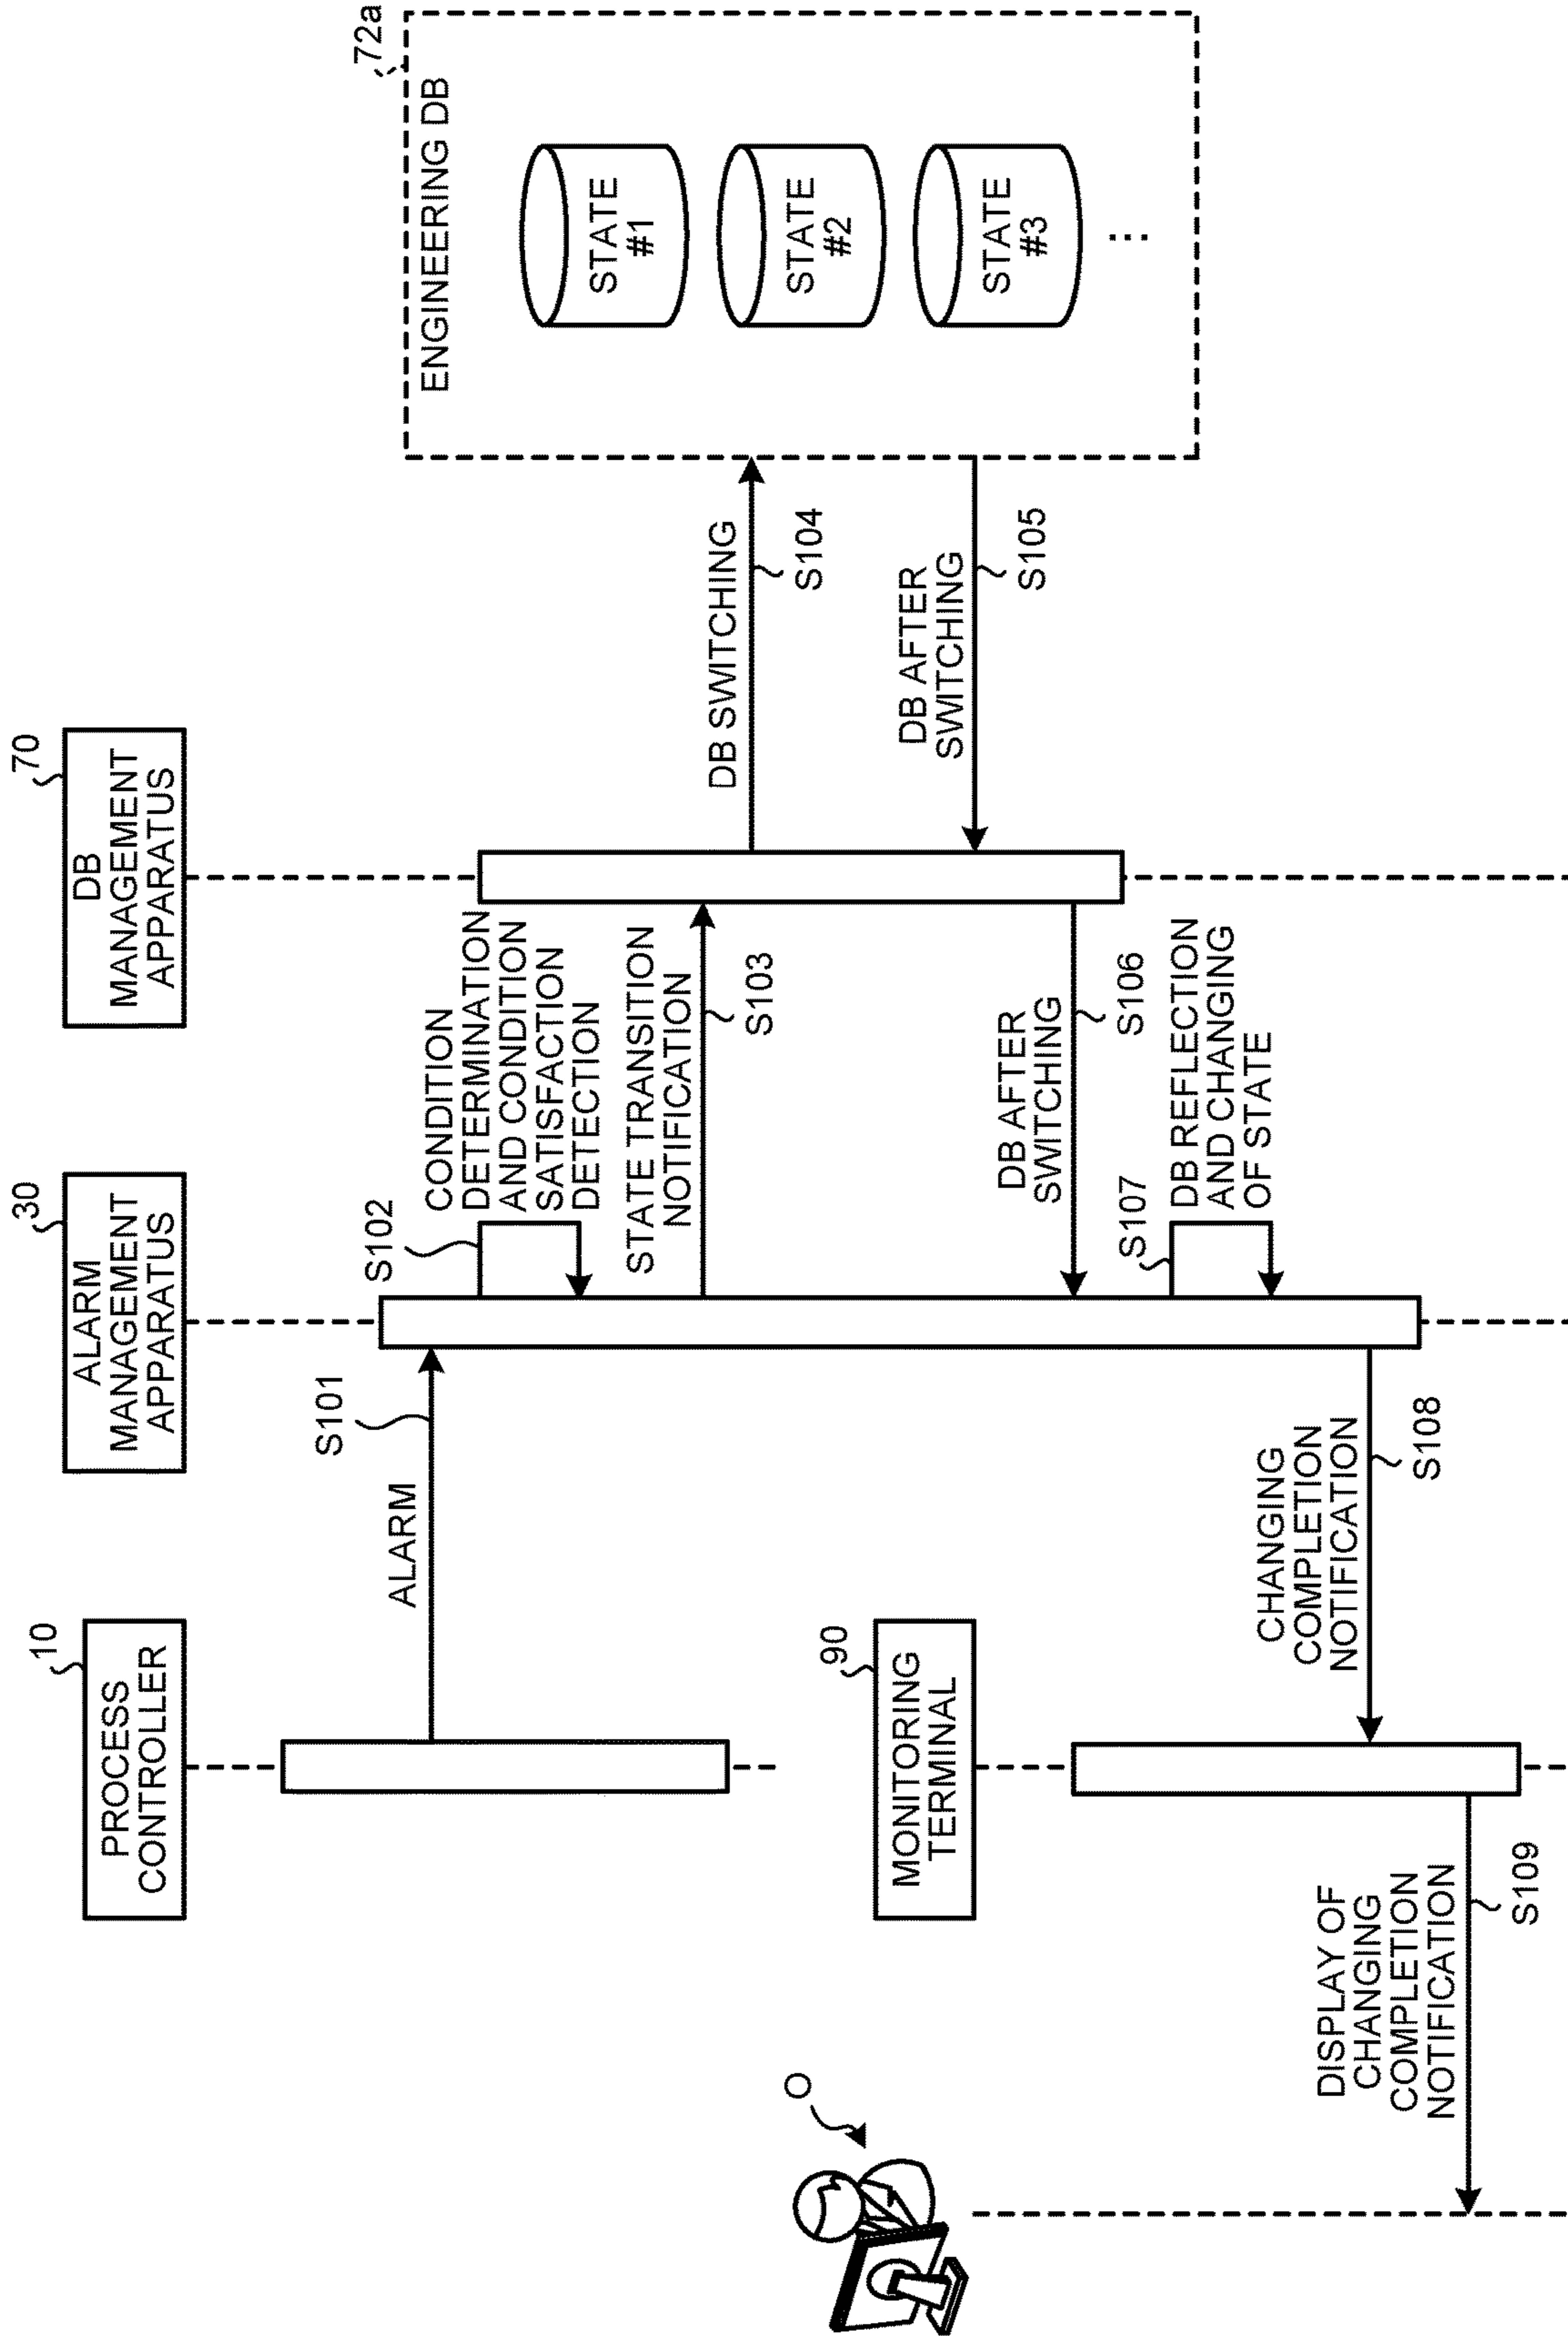 PROCESS
CONTROLLER
10
ALARM
MANAGEMENT
APPARATUS
30
DB
MANAGEMENT
APPARATUS
70
72a
ENGINEERING DB
STATE
#1
STATE
#2
STATE
#3
...
ALARM
S101
S102
CONDITION
DETERMINATION
AND CONDITION
SATISFACTION
DETECTION
STATE TRANSITION
NOTIFICATION
S103
DB SWITCHING
S104
DB AFTER
SWITCHING
S105
DB AFTER
SWITCHING
S106
S107
DB REFLECTION
AND CHANGING
OF STATE
O
MONITORING
TERMINAL
90
CHANGING
COMPLETION
NOTIFICATION
S108
DISPLAY OF
CHANGING
COMPLETION
NOTIFICATION
S109